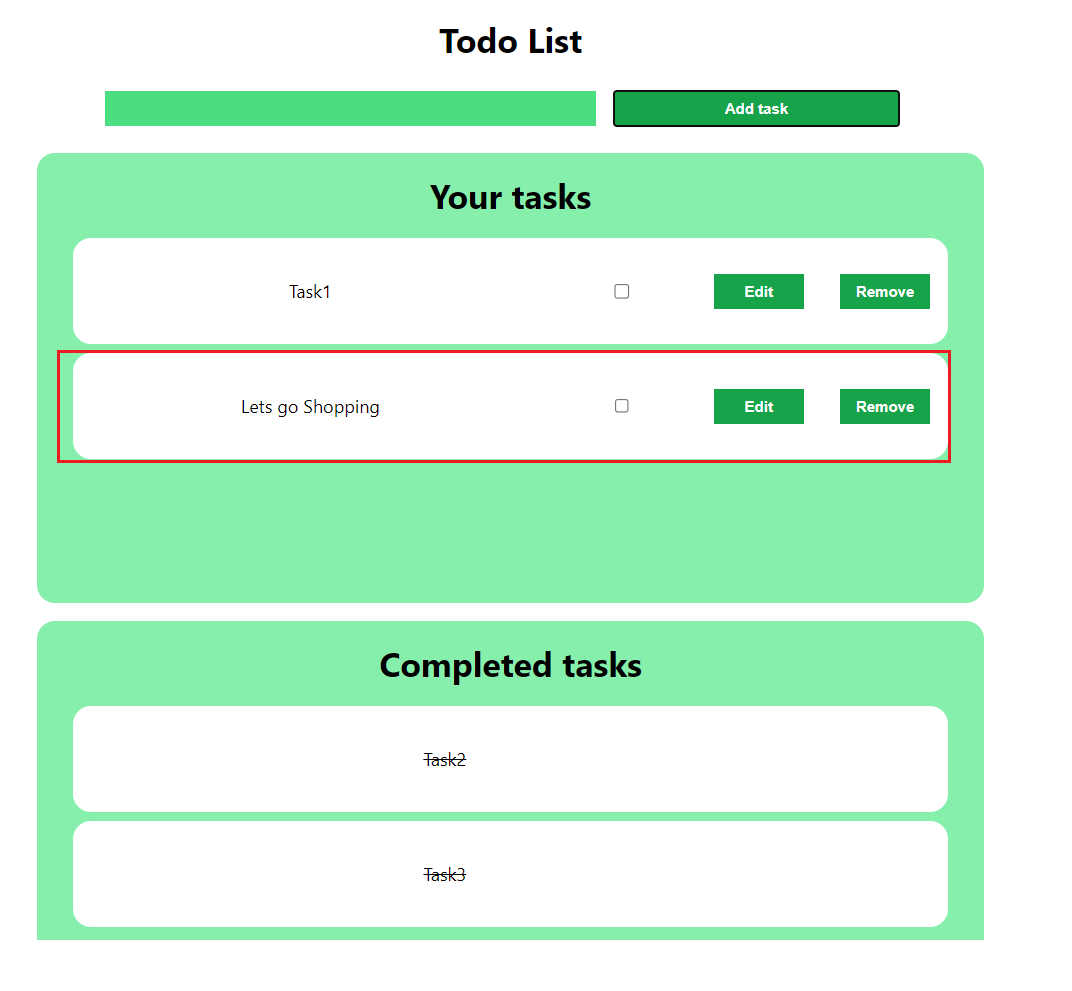 Todo List
Add task
Your tasks
Task1 Edit Remove
Lets go Shopping Edit Remove
Completed tasks
Task2
Task3